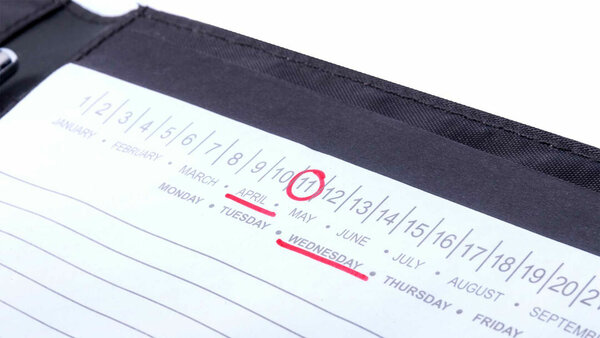 1 2 3 4 5 6 7 8 9 10 11 12 13 14 15 16 17 18 19 20 2
JANUARY • FEBRUARY • MARCH • APRIL • MAY • JUNE • JULY • AUGUST • SEPTEM
MONDAY • TUESDAY • WEDNESDAY • THURSDAY • FRIDAY •